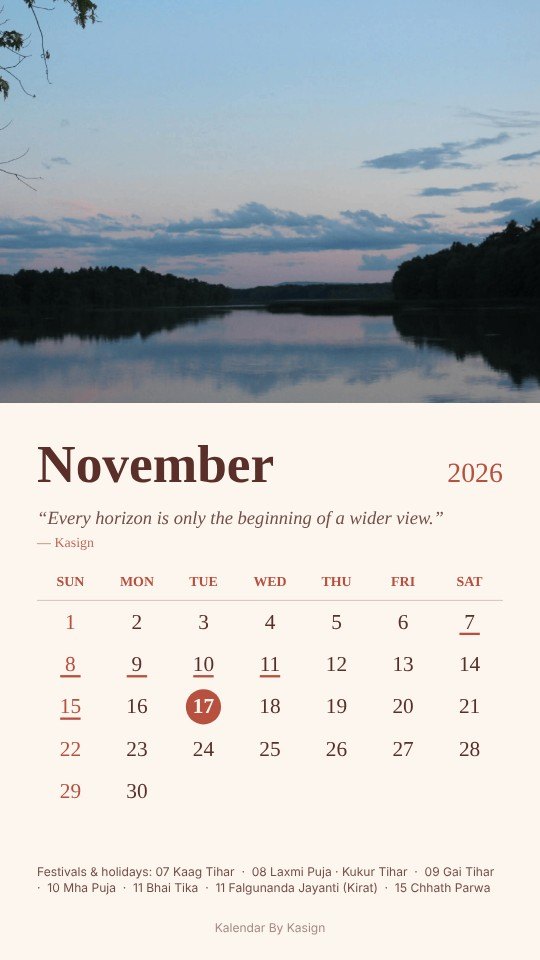 November
2026
“Every horizon is only the beginning of a wider view.”
— Kasign
SUN MON TUE WED THU FRI SAT
1 2 3 4 5 6 7
8 9 10 11 12 13 14
15 16 17 18 19 20 21
22 23 24 25 26 27 28
29 30
Festivals & holidays: 07 Kaag Tihar · 08 Laxmi Puja · Kukur Tihar · 09 Gai Tihar
· 10 Mha Puja · 11 Bhai Tika · 11 Falgunanda Jayanti (Kirat) · 15 Chhath Parwa
Kalendar By Kasign